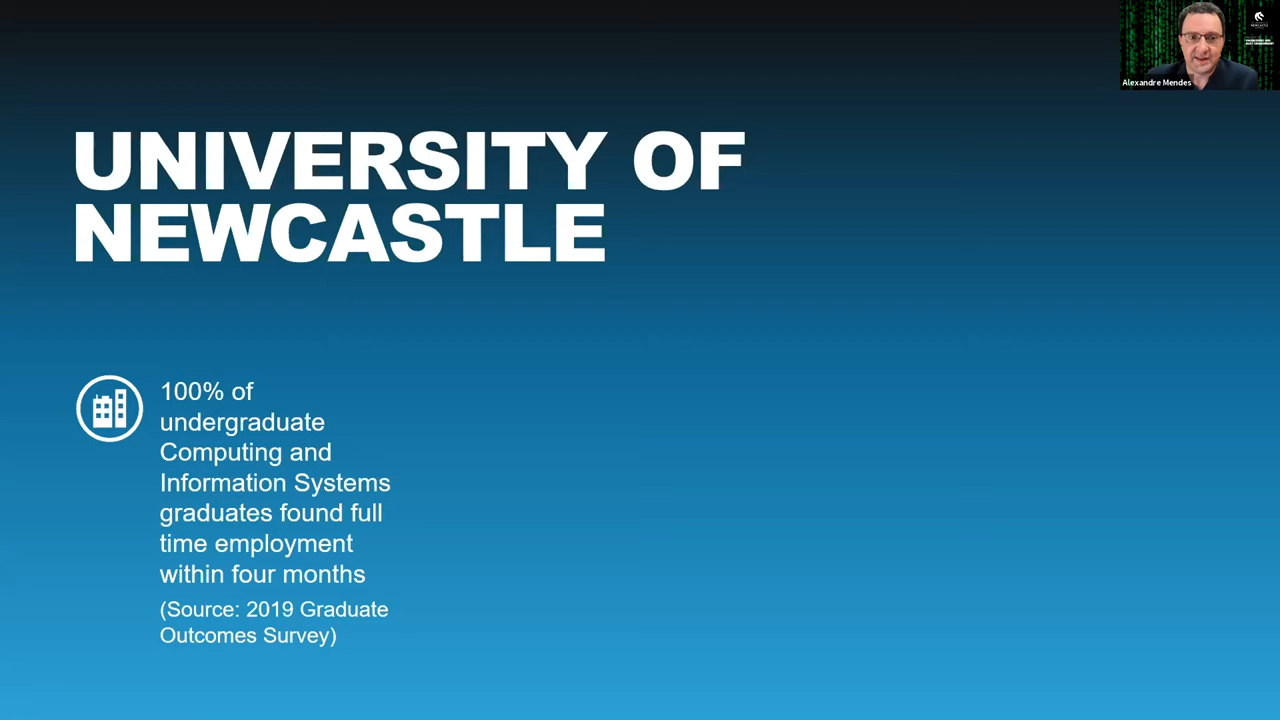 Alexandre Mendes
UNIVERSITY OF
NEWCASTLE
100% of
undergraduate
Computing and
Information Systems
graduates found full
time employment
within four months
(Source: 2019 Graduate
Outcomes Survey)